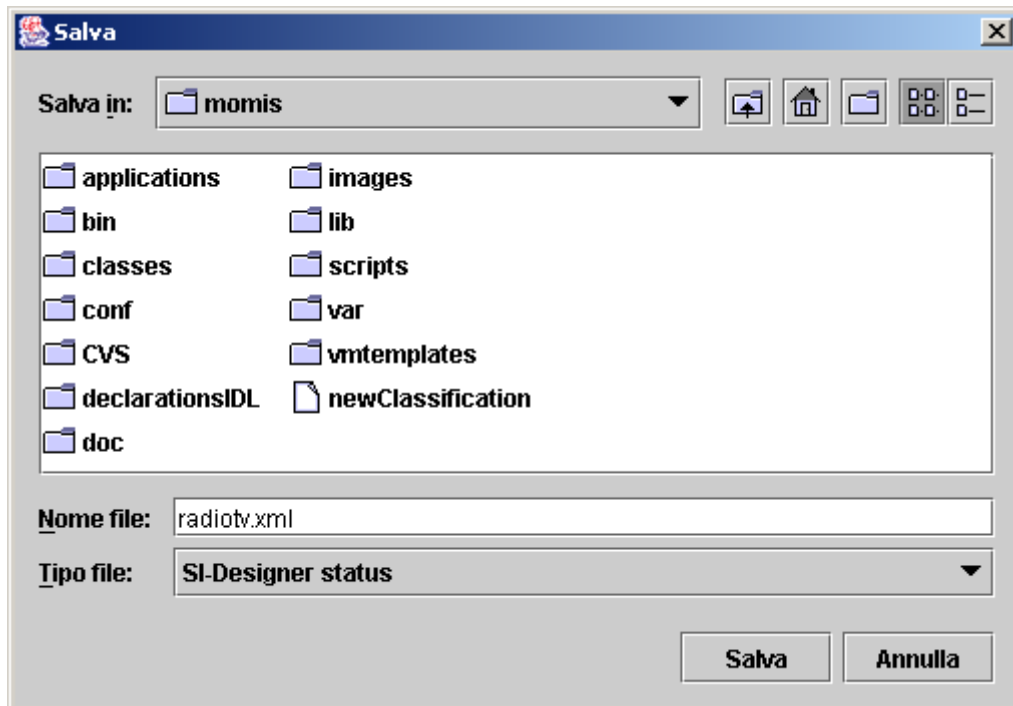 Salva
Salva in: momis
applications images
bin lib
classes scripts
conf var
CVS vmtemplates
declarationsIDL newClassification
doc
Nome file: radiotv.xml
Tipo file: SI-Designer status
Salva Annulla